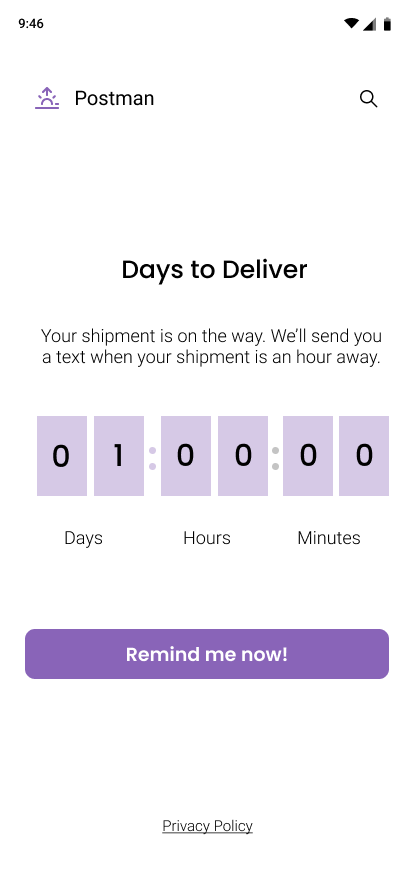 9:46
Postman
Days to Deliver
Your shipment is on the way. We’ll send you
a text when your shipment is an hour away.
0 1 : 0 0 : 0 0
Days Hours Minutes
Remind me now!
Privacy Policy